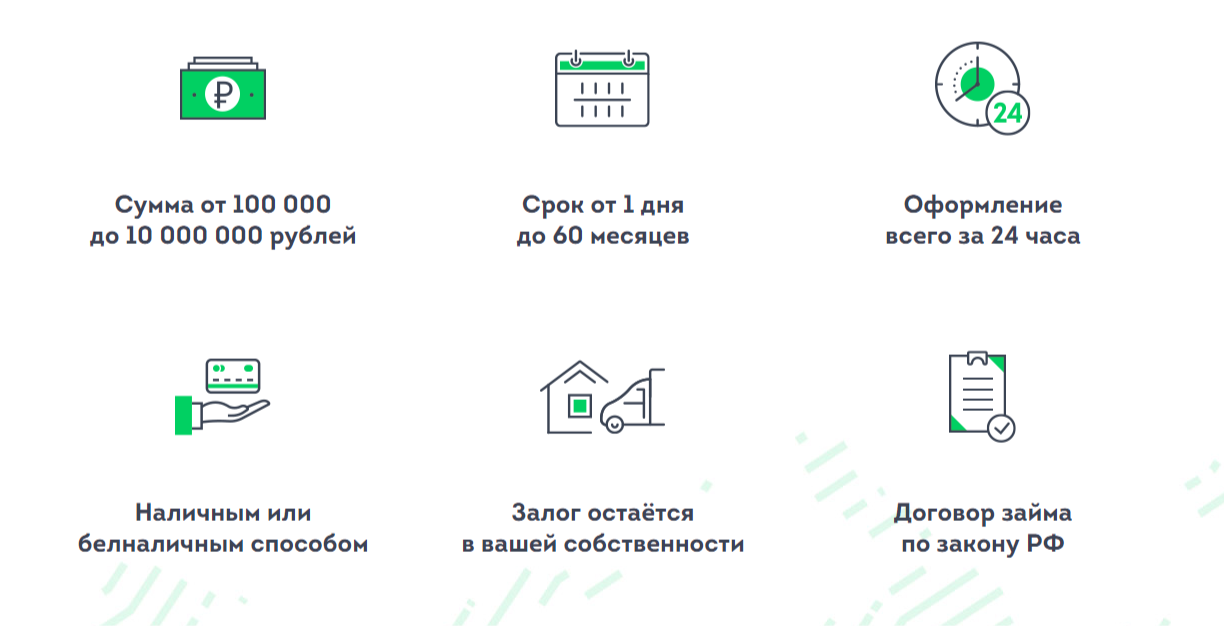 ₽
24
Сумма от 100 000
до 10 000 000 рублей
Срок от 1 дня
до 60 месяцев
Оформление
всего за 24 часа
Наличным или
белналичным способом
Залог остаётся
в вашей собственности
Договор займа
по закону РФ